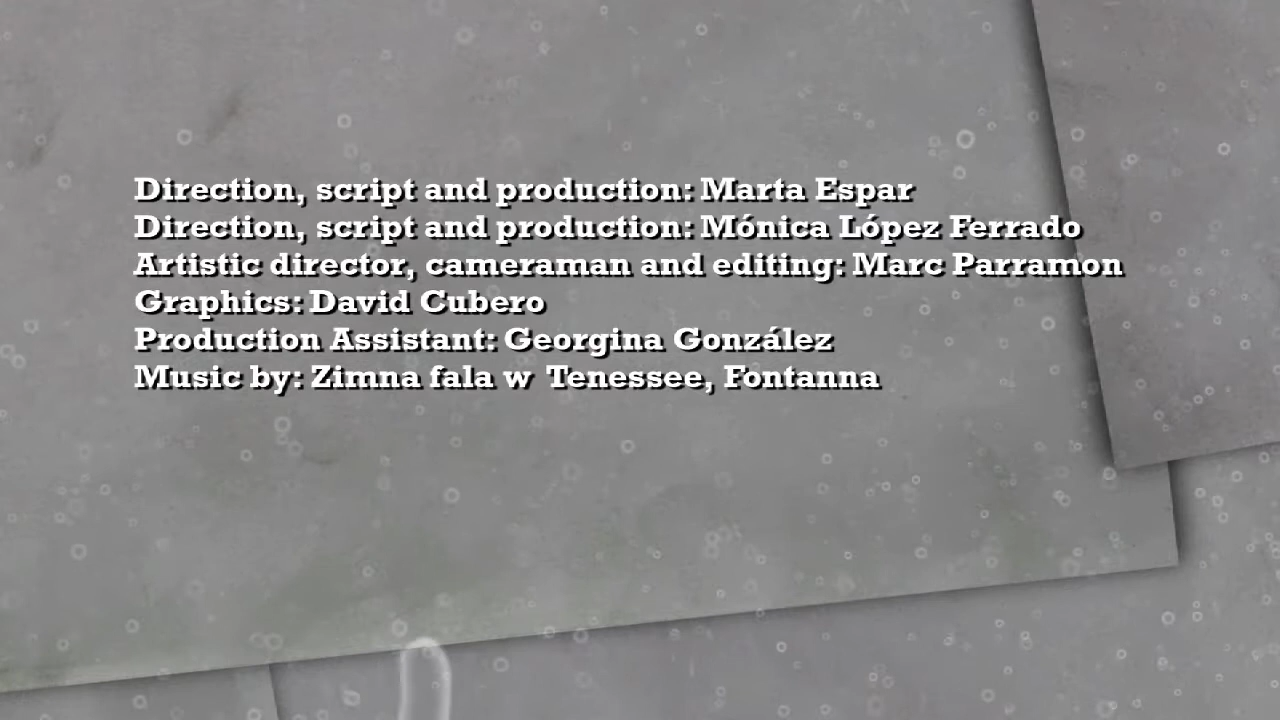 Direction, script and production: Marta Espar
Direction, script and production: Mónica López Ferrado
Artistic director, cameraman and editing: Marc Parramon
Graphics: David Cubero
Production Assistant: Georgina González
Music by: Zimna fala w Tenessee, Fontanna